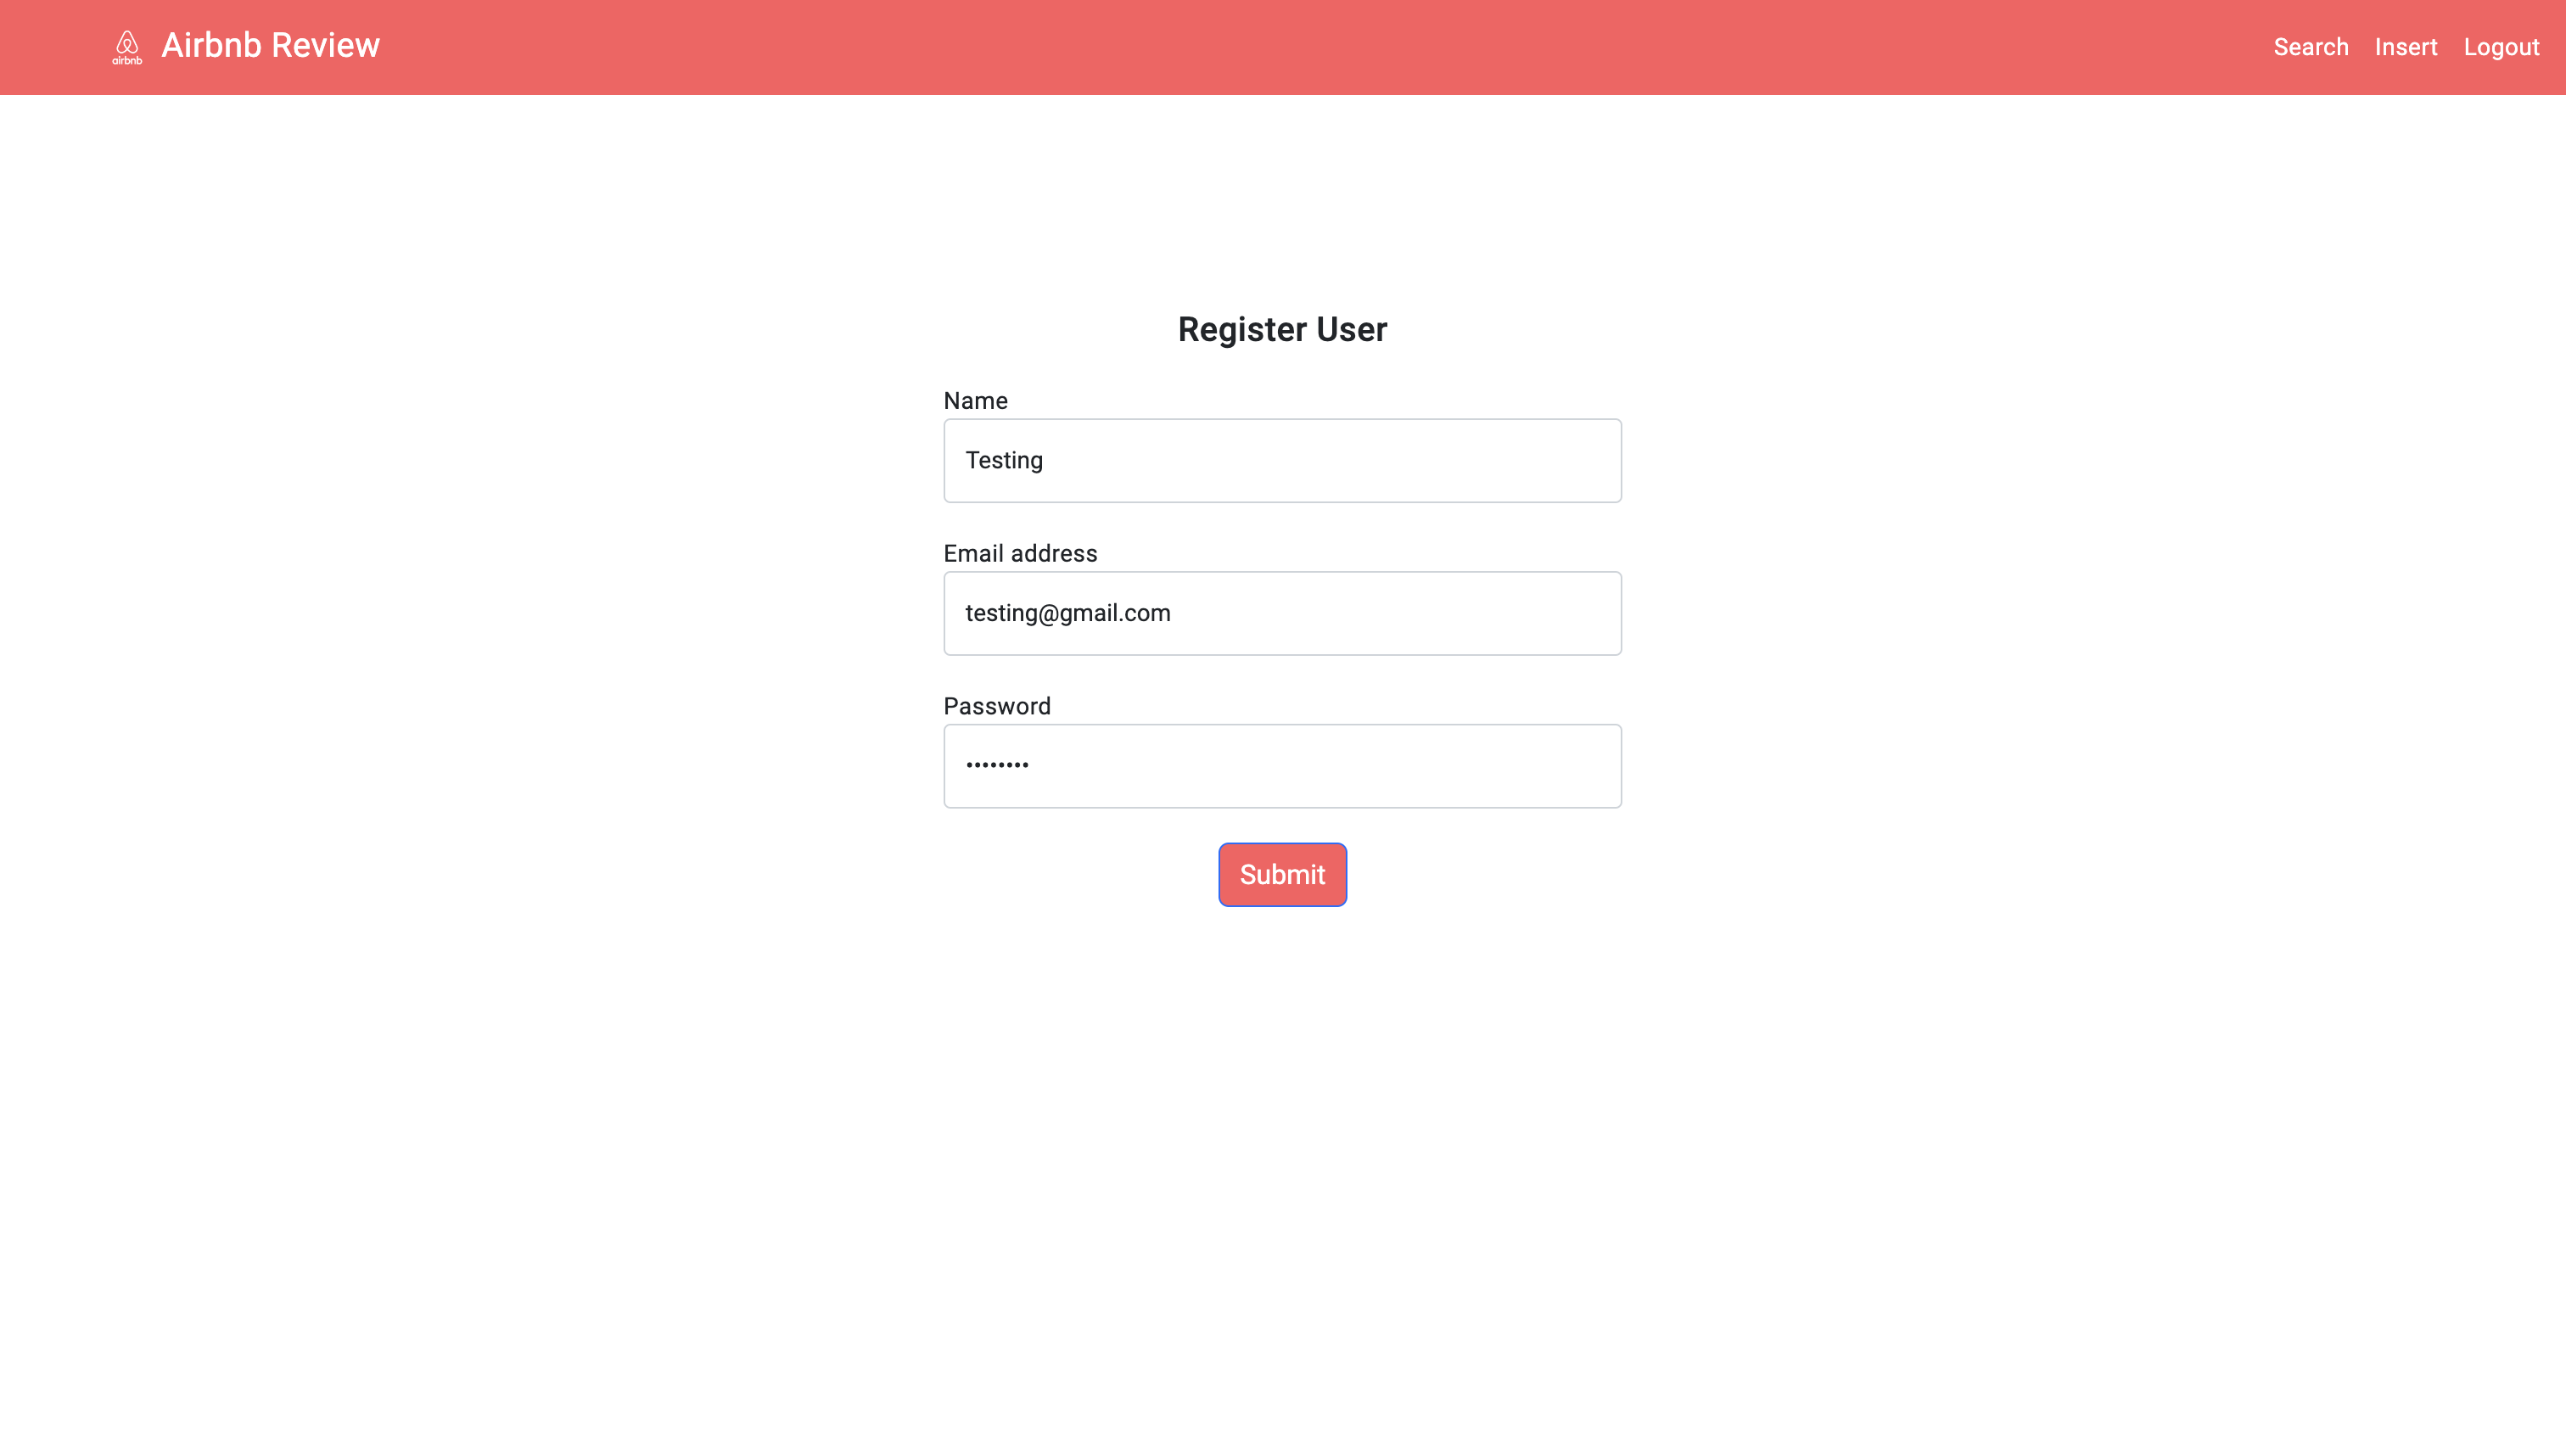 airbnb
Airbnb Review
Search Insert Logout
Register User
Name
Testing
Email address
testing@gmail.com
Password
••••••••
Submit